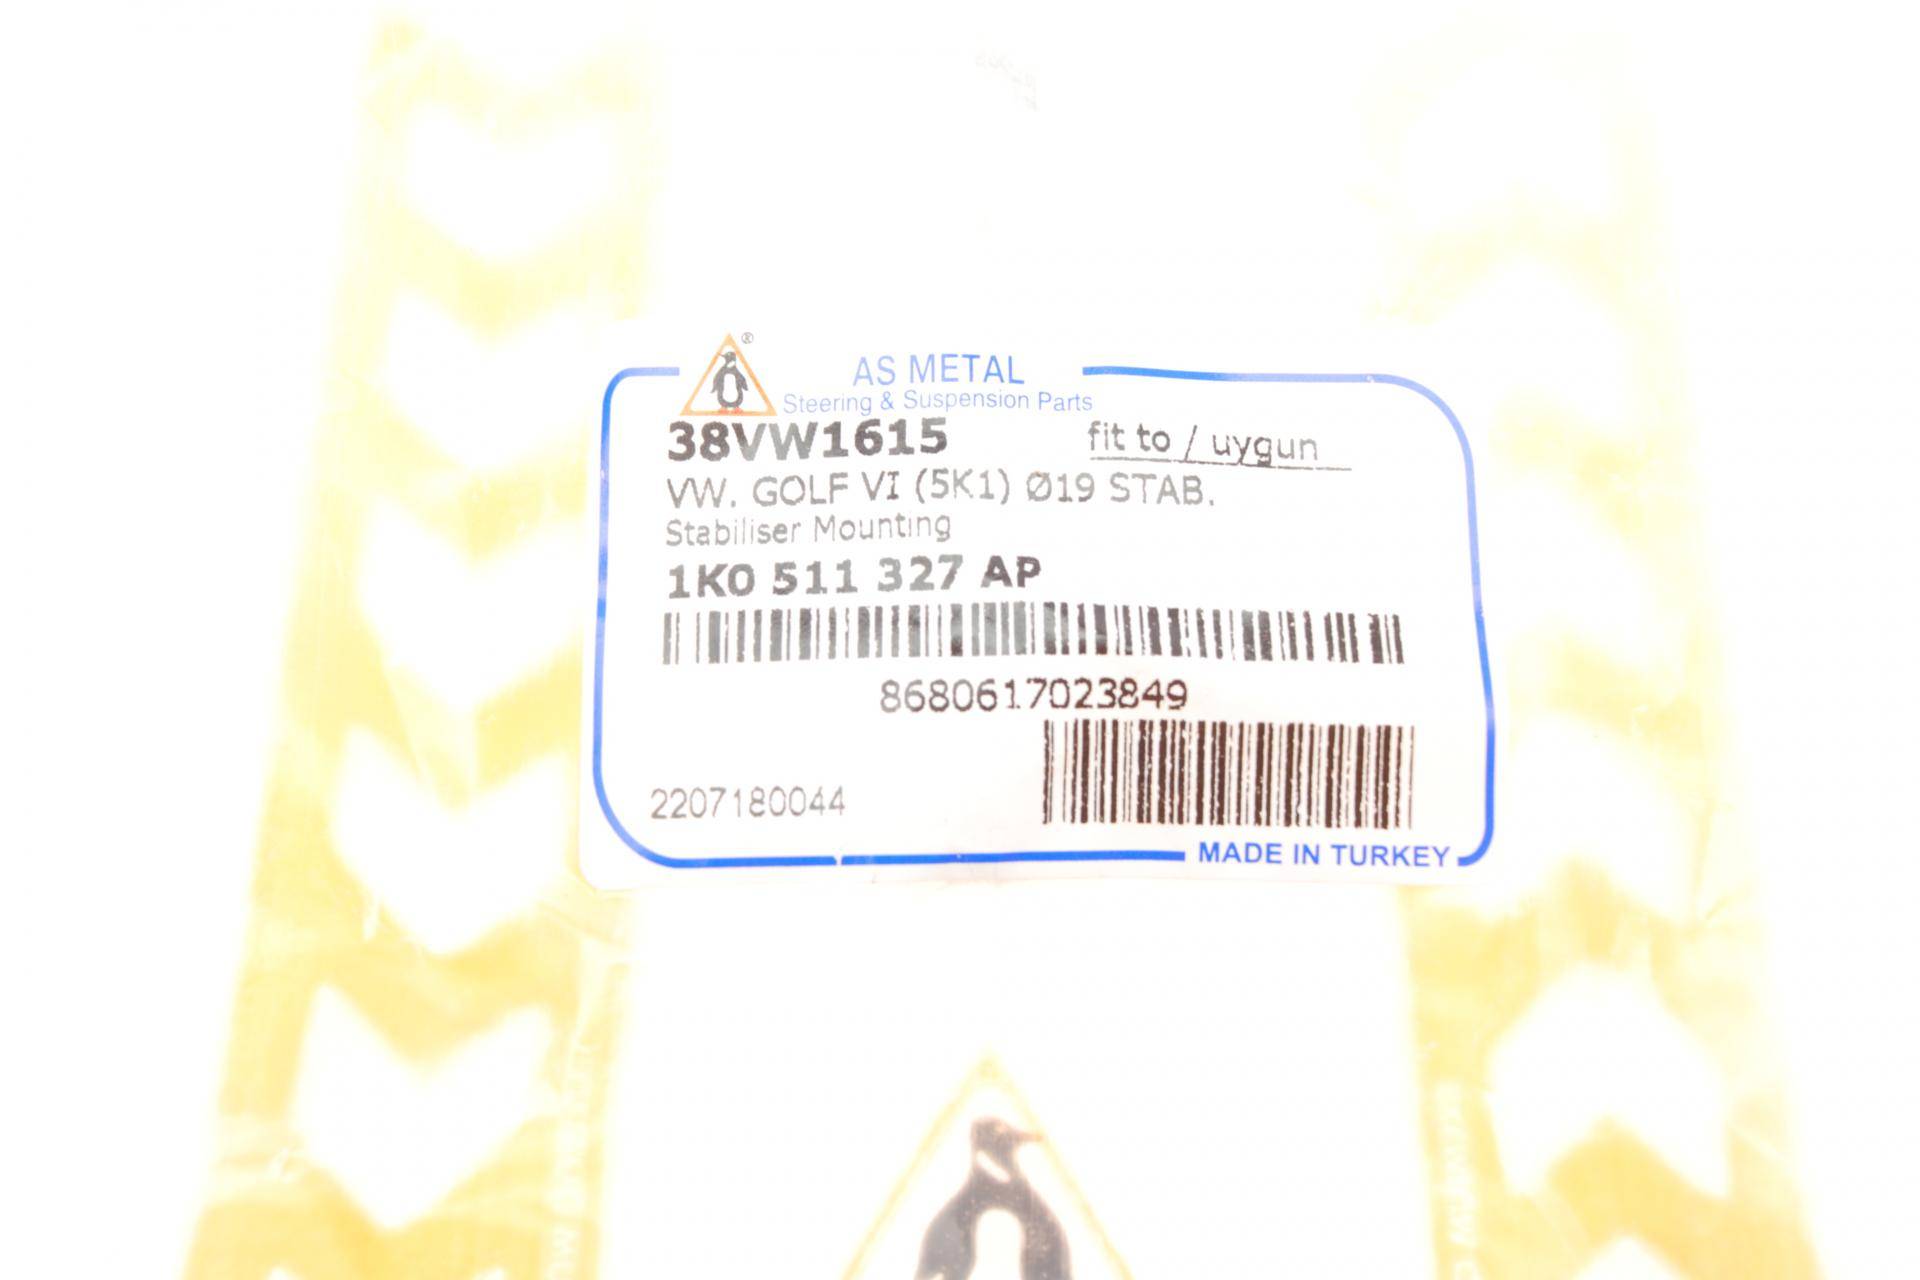 ®
AS METAL
Steering & Suspension Parts
38VW1615 fit to / uygun
VW. GOLF VI (5K1) Ø19 STAB.
Stabiliser Mounting
1K0 511 327 AP
8680617023849
2207180044
MADE IN TURKEY